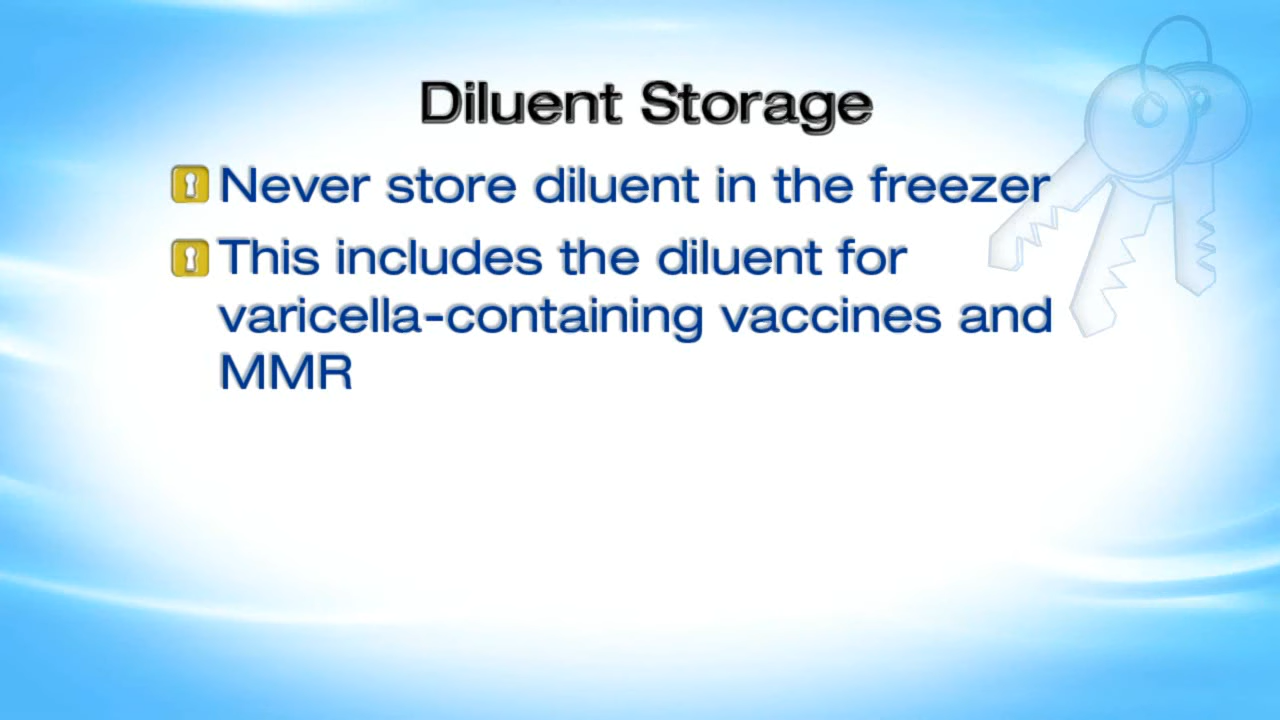 Diluent Storage
Never store diluent in the freezer
This includes the diluent for
varicella-containing vaccines and
MMR